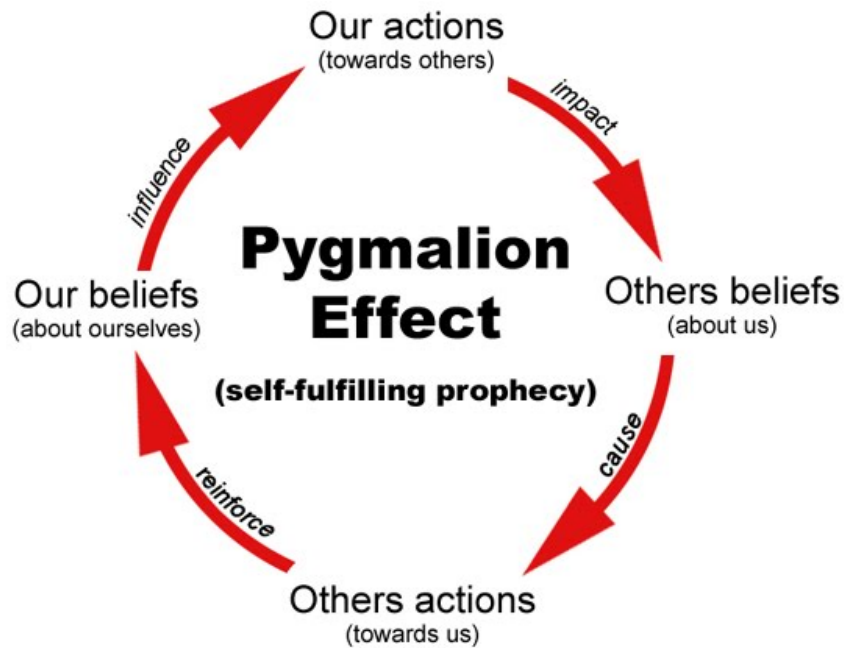 Our actions
(towards others)
impact
Others beliefs
(about us)
cause
Others actions
(towards us)
reinforce
Our beliefs
(about ourselves)
influence
Pygmalion
Effect
(self-fulfilling prophecy)